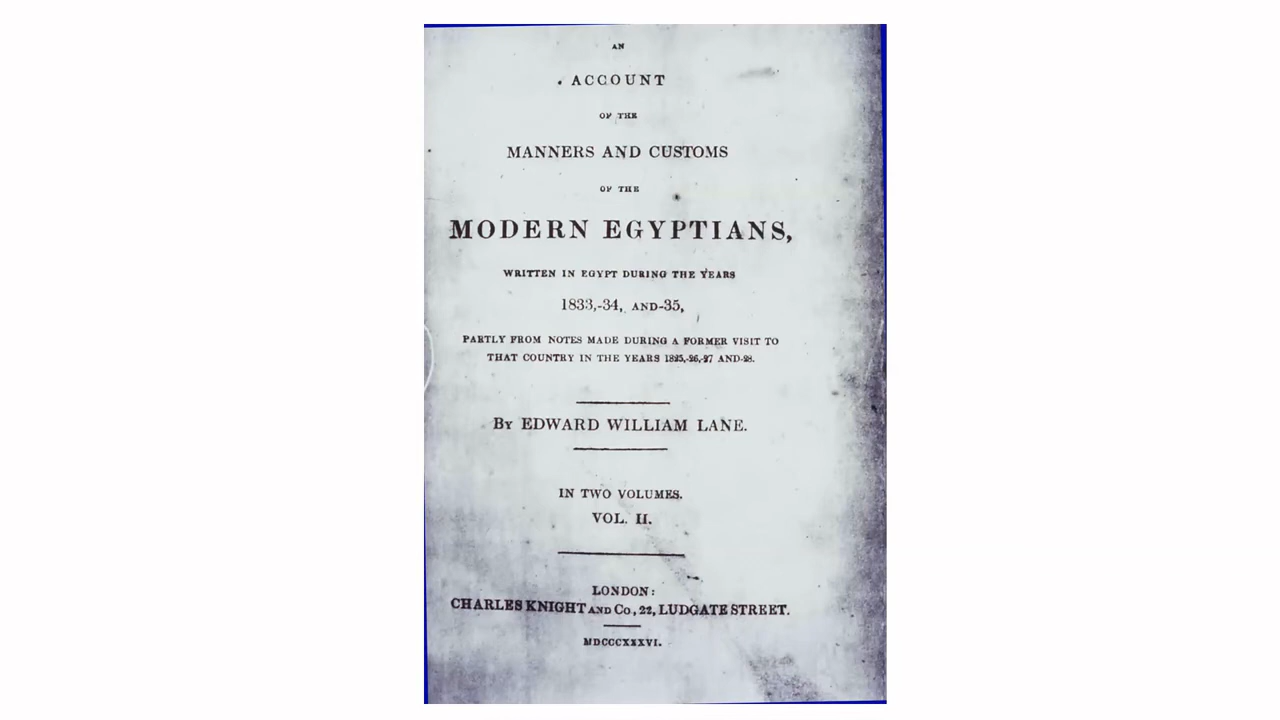 AN
ACCOUNT
OF THE
MANNERS AND CUSTOMS
OF THE
MODERN EGYPTIANS,
WRITTEN IN EGYPT DURING THE YEARS
1833,-34, AND-35,
PARTLY FROM NOTES MADE DURING A FORMER VISIT TO
THAT COUNTRY IN THE YEARS 1825,-26,-27 AND-28.
By EDWARD WILLIAM LANE.
IN TWO VOLUMES.
VOL. II.
LONDON:
CHARLES KNIGHT AND Co, 22, LUDGATE STREET.
MDCCCXXXVI.